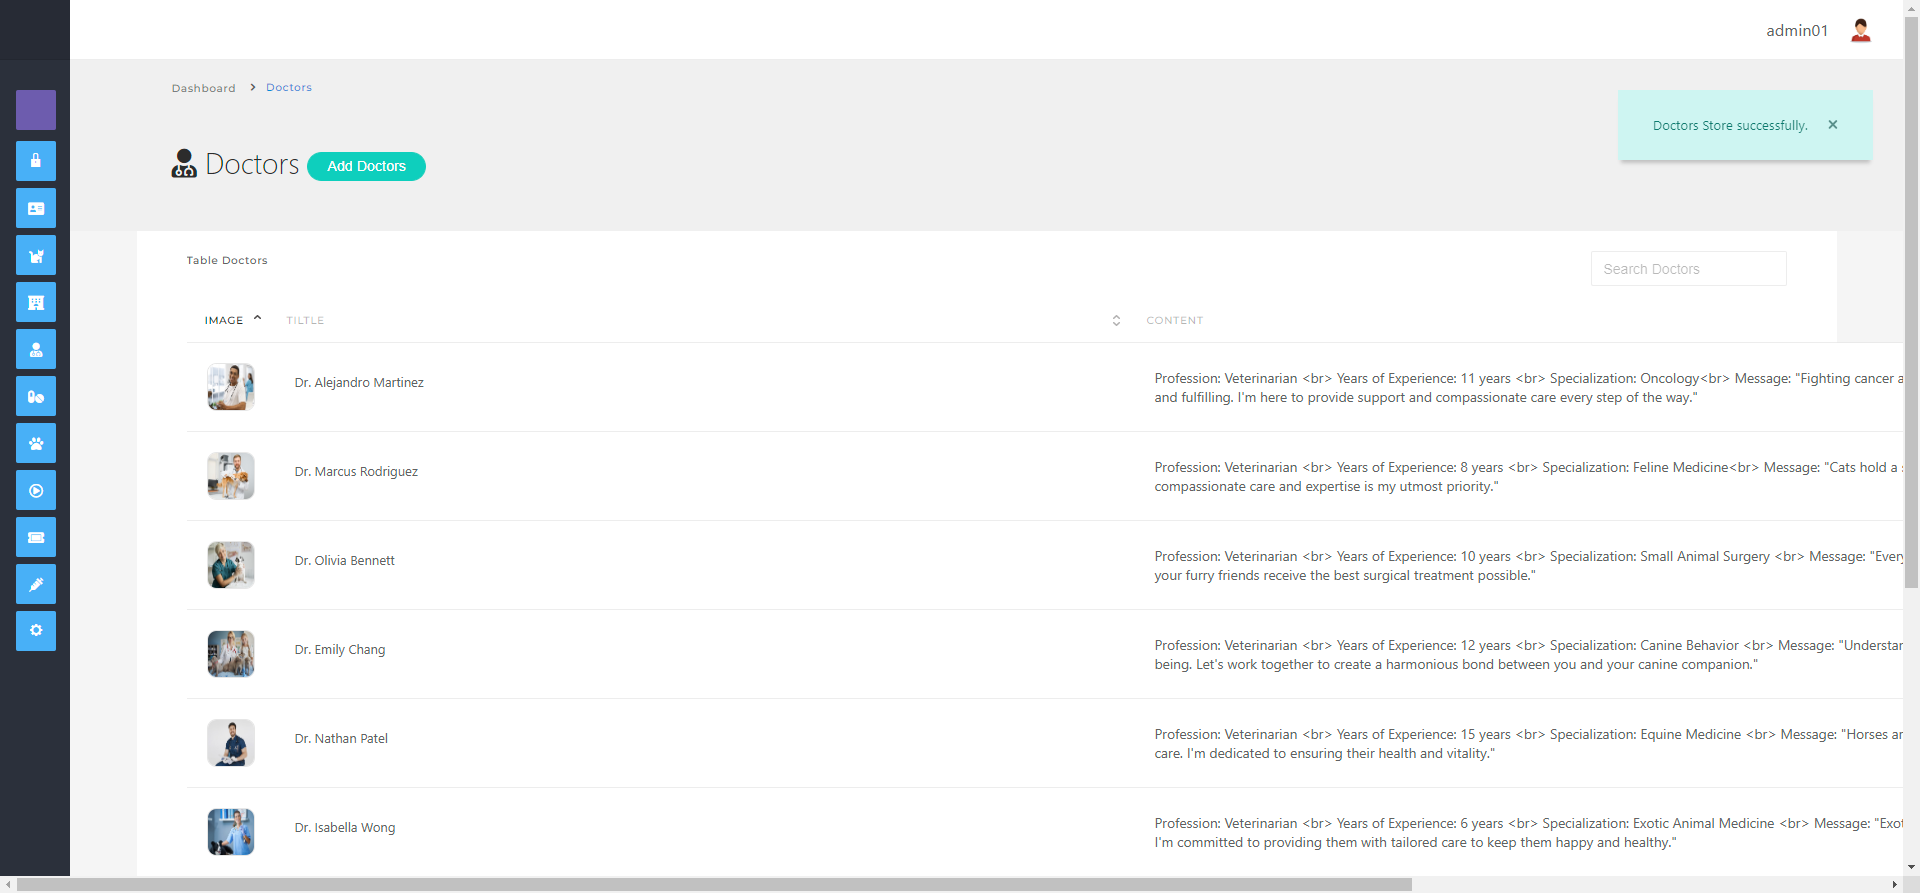 admin01
Dashboard > Doctors
Doctors Store successfully. ×
Doctors Add Doctors
Table Doctors
Search Doctors
IMAGE TILTLE CONTENT
Dr. Alejandro Martinez
Profession: Veterinarian <br> Years of Experience: 11 years <br> Specialization: Oncology<br> Message: "Fighting cancer a
and fulfilling. I'm here to provide support and compassionate care every step of the way."
Dr. Marcus Rodriguez
Profession: Veterinarian <br> Years of Experience: 8 years <br> Specialization: Feline Medicine<br> Message: "Cats hold a
compassionate care and expertise is my utmost priority."
Dr. Olivia Bennett
Profession: Veterinarian <br> Years of Experience: 10 years <br> Specialization: Small Animal Surgery <br> Message: "Every
your furry friends receive the best surgical treatment possible."
Dr. Emily Chang
Profession: Veterinarian <br> Years of Experience: 12 years <br> Specialization: Canine Behavior <br> Message: "Understan
being. Let's work together to create a harmonious bond between you and your canine companion."
Dr. Nathan Patel
Profession: Veterinarian <br> Years of Experience: 15 years <br> Specialization: Equine Medicine <br> Message: "Horses ar
care. I'm dedicated to ensuring their health and vitality."
Dr. Isabella Wong
Profession: Veterinarian <br> Years of Experience: 6 years <br> Specialization: Exotic Animal Medicine <br> Message: "Exot
I'm committed to providing them with tailored care to keep them happy and healthy."